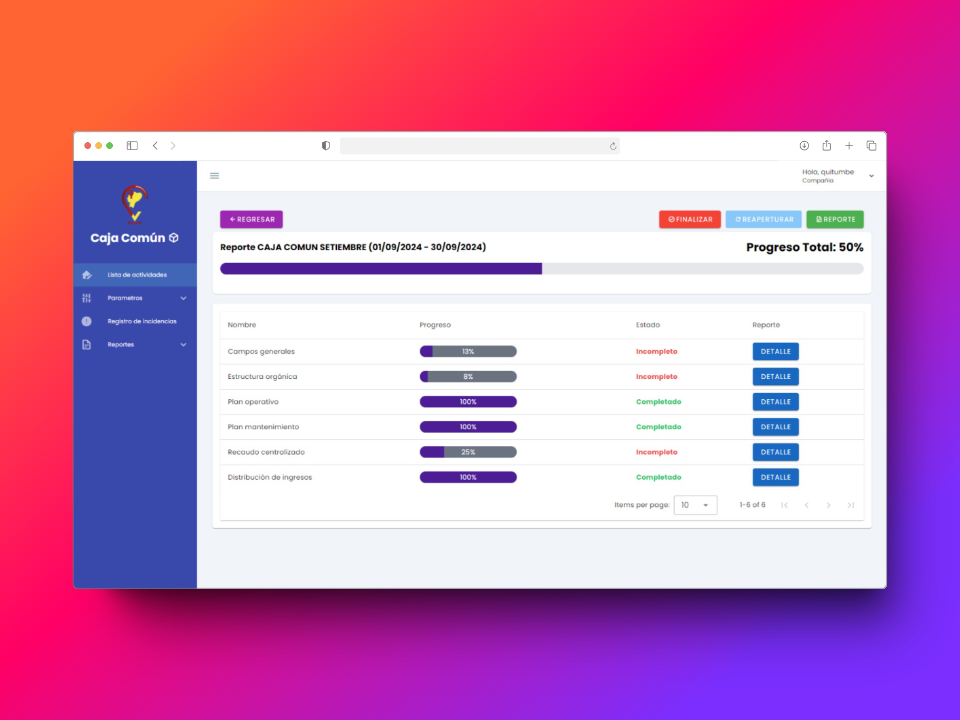 Hola, quitumbe
Compañía
Caja Común
Lista de actividades
Parametros
Registro de incidencias
Reportes
REGRESAR
FINALIZAR
REAPERTURAR
REPORTE
Reporte CAJA COMUN SETIEMBRE (01/09/2024 - 30/09/2024)
Progreso Total: 50%
Nombre Progreso Estado Reporte
Campos generales 13% Incompleto DETALLE
Estructura orgánica 8% Incompleto DETALLE
Plan operativo 100% Completado DETALLE
Plan mantenimiento 100% Completado DETALLE
Recaudo centralizado 25% Incompleto DETALLE
Distribución de ingresos 100% Completado DETALLE
Items per page: 10 1-6 of 6